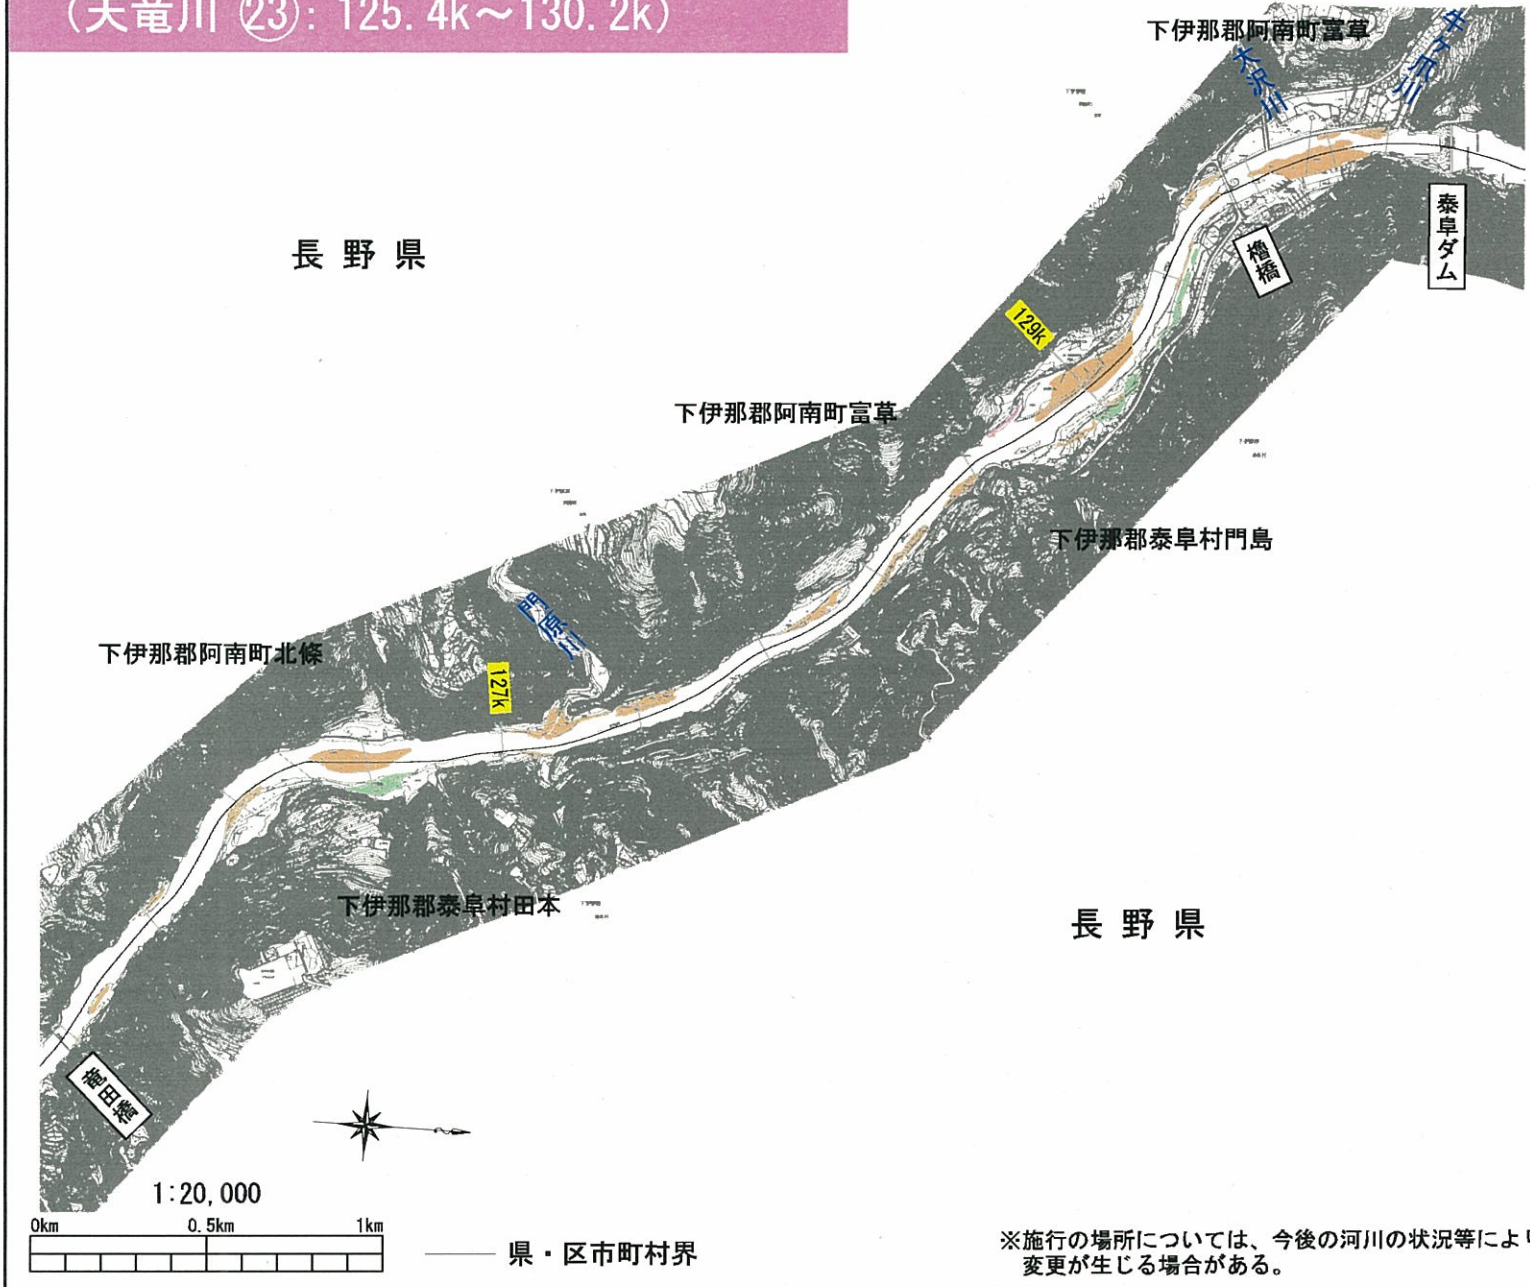 (天竜川 ㉓: 125.4k～130.2k)
下伊那郡阿南町富草
大沢川
泰阜ダム
櫓橋
長野県
129k
下伊那郡阿南町富草
下伊那郡泰阜村門島
門原川
下伊那郡阿南町北條
127k
下伊那郡泰阜村田本
長野県
竜田橋
1:20,000
0km 0.5km 1km
県・区市町村界
※施行の場所については、今後の河川の状況等により
変更が生じる場合がある。